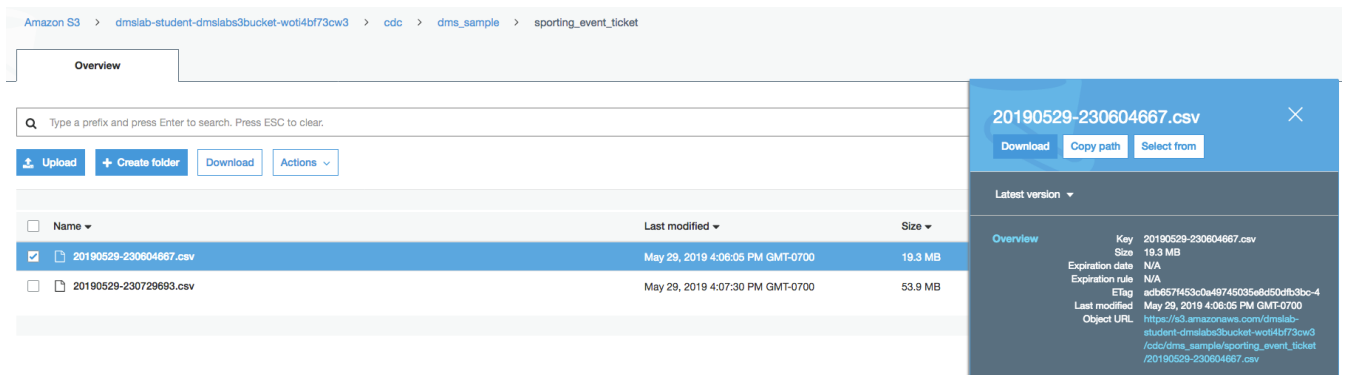 Amazon S3 > dmslab-student-dmslabs3bucket-woti4bf73cw3 > cdc > dms_sample > sporting_event_ticket
Overview
Type a prefix and press Enter to search. Press ESC to clear.
Upload + Create folder Download Actions
Name Last modified Size
20190529-230604667.csv May 29, 2019 4:06:05 PM GMT-0700 19.3 MB
20190529-230729693.csv May 29, 2019 4:07:30 PM GMT-0700 53.9 MB
20190529-230604667.csv
Download Copy path Select from
Latest version
Overview Key 20190529-230604667.csv
Size 19.3 MB
Expiration date N/A
Expiration rule N/A
ETag adb657f453c0a49745035e8d50dfb3bc-4
Last modified May 29, 2019 4:06:05 PM GMT-0700
Object URL https://s3.amazonaws.com/dmslab-
student-dmslabs3bucket-woti4bf73cw3
/cdc/dms_sample/sporting_event_ticket
/20190529-230604667.csv